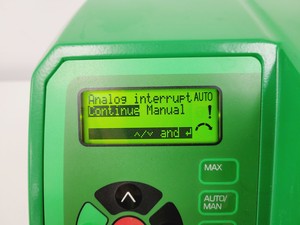 Analog interrupt AUTO
Continue Manual !
^/v and ↵
MAX
AUTO/
MAN